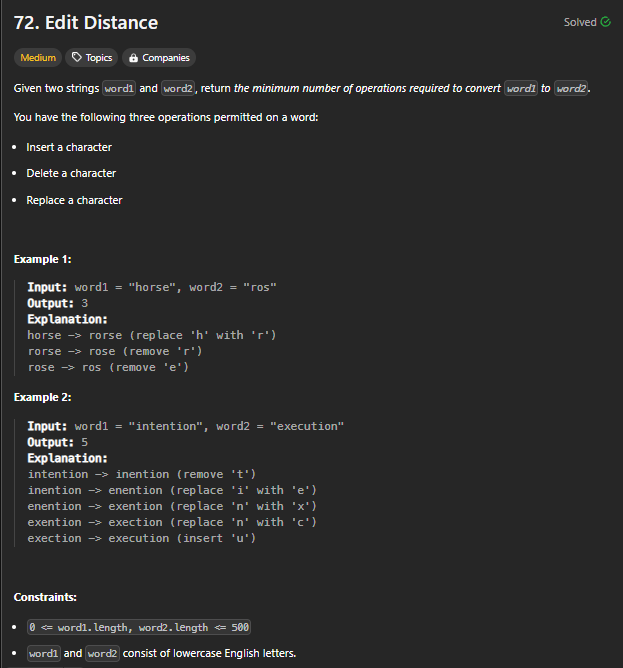 72. Edit Distance
Solved
Medium
Topics
Companies
Given two strings word1 and word2, return the minimum number of operations required to convert word1 to word2.
You have the following three operations permitted on a word:
• Insert a character
• Delete a character
• Replace a character
Example 1:
Input: word1 = "horse", word2 = "ros"
Output: 3
Explanation:
horse -> rorse (replace 'h' with 'r')
rorse -> rose (remove 'r')
rose -> ros (remove 'e')
Example 2:
Input: word1 = "intention", word2 = "execution"
Output: 5
Explanation:
intention -> inention (remove 't')
inention -> enention (replace 'i' with 'e')
enention -> exention (replace 'n' with 'x')
exention -> exection (replace 'n' with 'c')
exection -> execution (insert 'u')
Constraints:
• 0 <= word1.length, word2.length <= 500
• word1 and word2 consist of lowercase English letters.